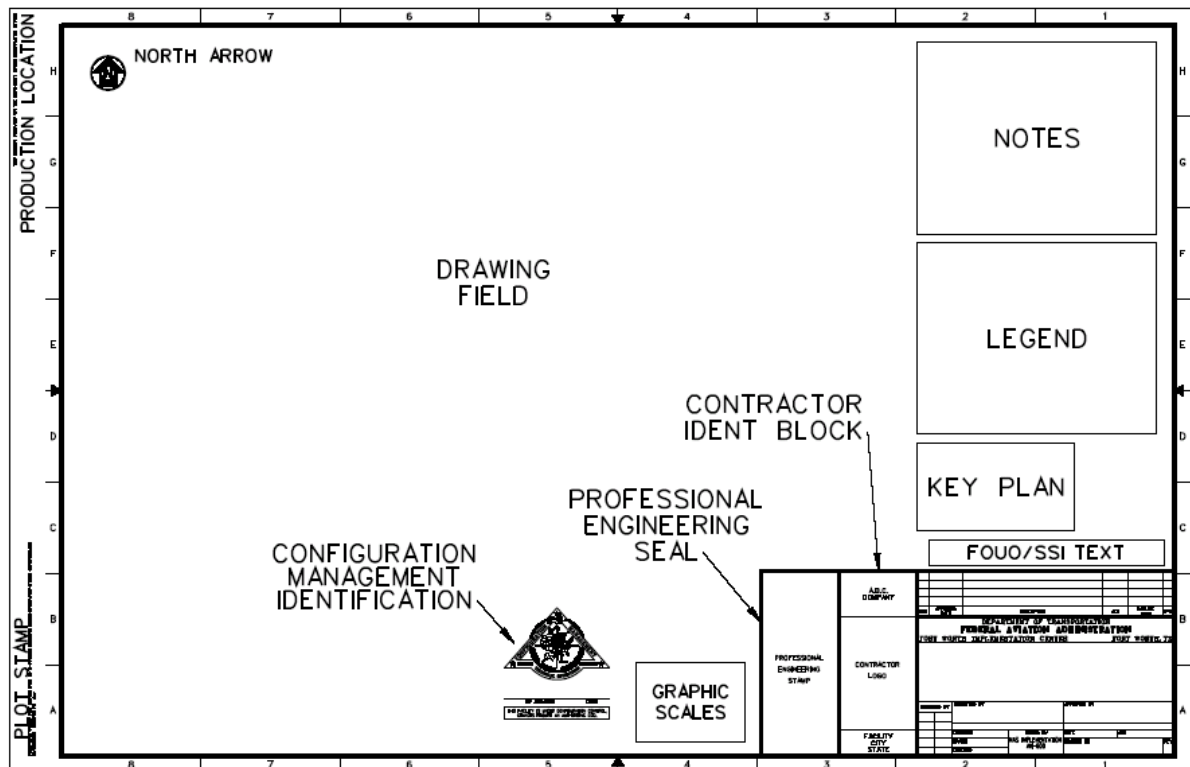 8 7 6 5 4 3 2 1
PRODUCTION LOCATION
H
G
F
E
D
C
B
A
NORTH ARROW
NOTES
DRAWING
FIELD
LEGEND
CONTRACTOR
IDENT BLOCK
KEY PLAN
PROFESSIONAL
ENGINEERING
SEAL
FOUO/SSI TEXT
CONFIGURATION
MANAGEMENT
IDENTIFICATION
A.B.C.
COMPANY
DEPARTMENT OF TRANSPORTATION
FEDERAL AVIATION ADMINISTRATION
PROFESSIONAL
ENGINEERING
STAMP
CONTRACTOR
LOGO
GRAPHIC
SCALES
FACILITY
CITY
STATE
PLOT STAMP
H
G
F
E
D
C
B
A
8 7 6 5 4 3 2 1